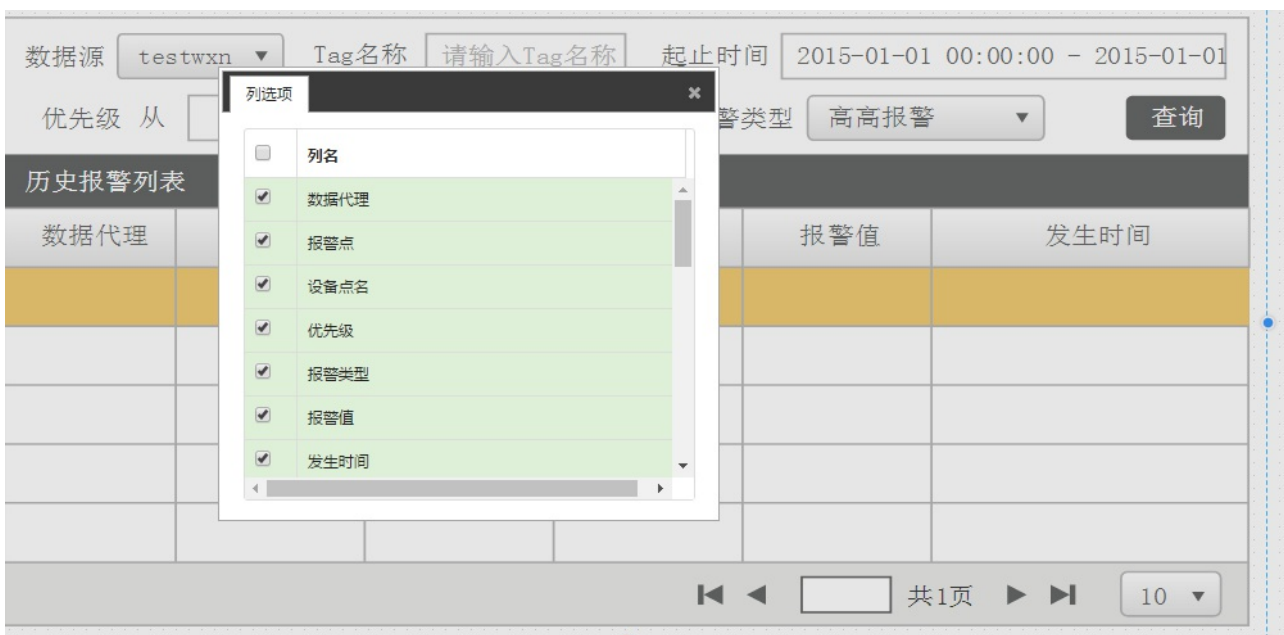 数据源 testwxn Tag名称 请输入Tag名称 起止时间 2015-01-01 00:00:00 - 2015-01-01
优先级 从 警类型 高高报警 查询
列选项
列名
数据代理
报警点
设备点名
优先级
报警类型
报警值
发生时间
历史报警列表
数据代理 报警值 发生时间
共1页 10